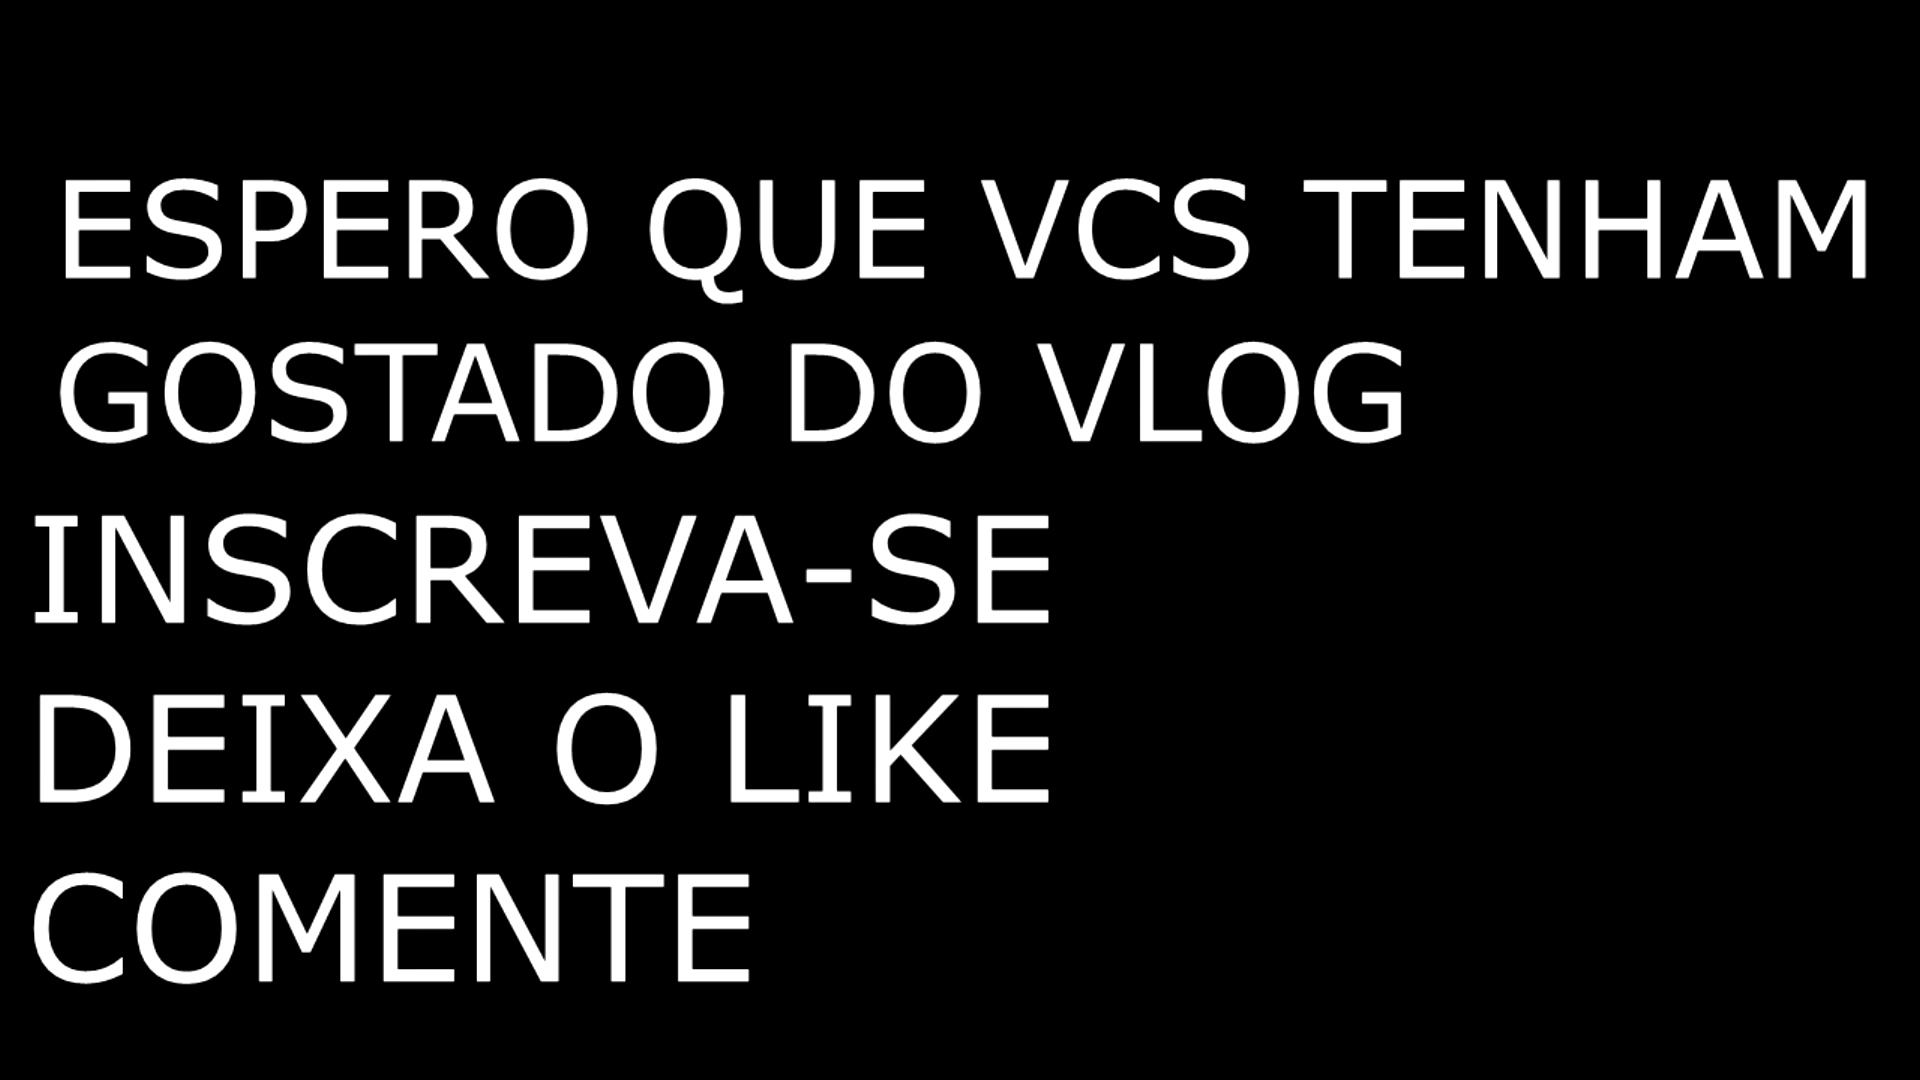 ESPERO QUE VCS TENHAM
GOSTADO DO VLOG
INSCREVA-SE
DEIXA O LIKE
COMENTE